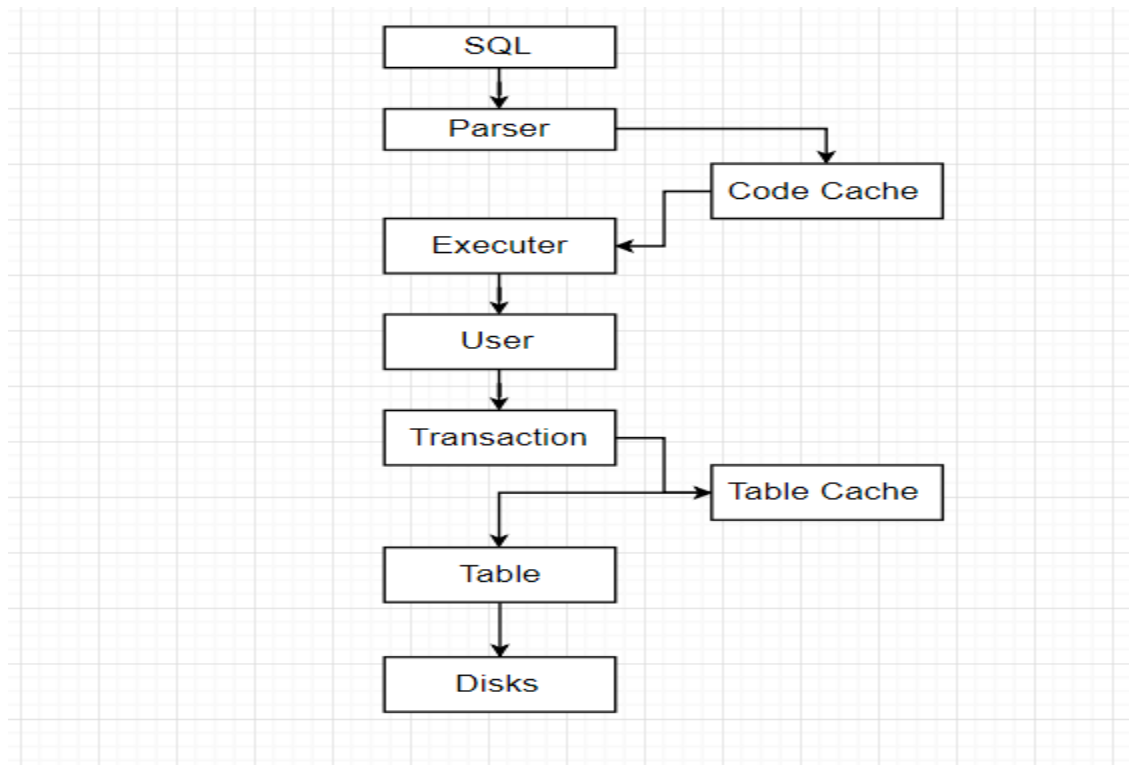 SQL
Parser
Code Cache
Executer
User
Transaction
Table Cache
Table
Disks